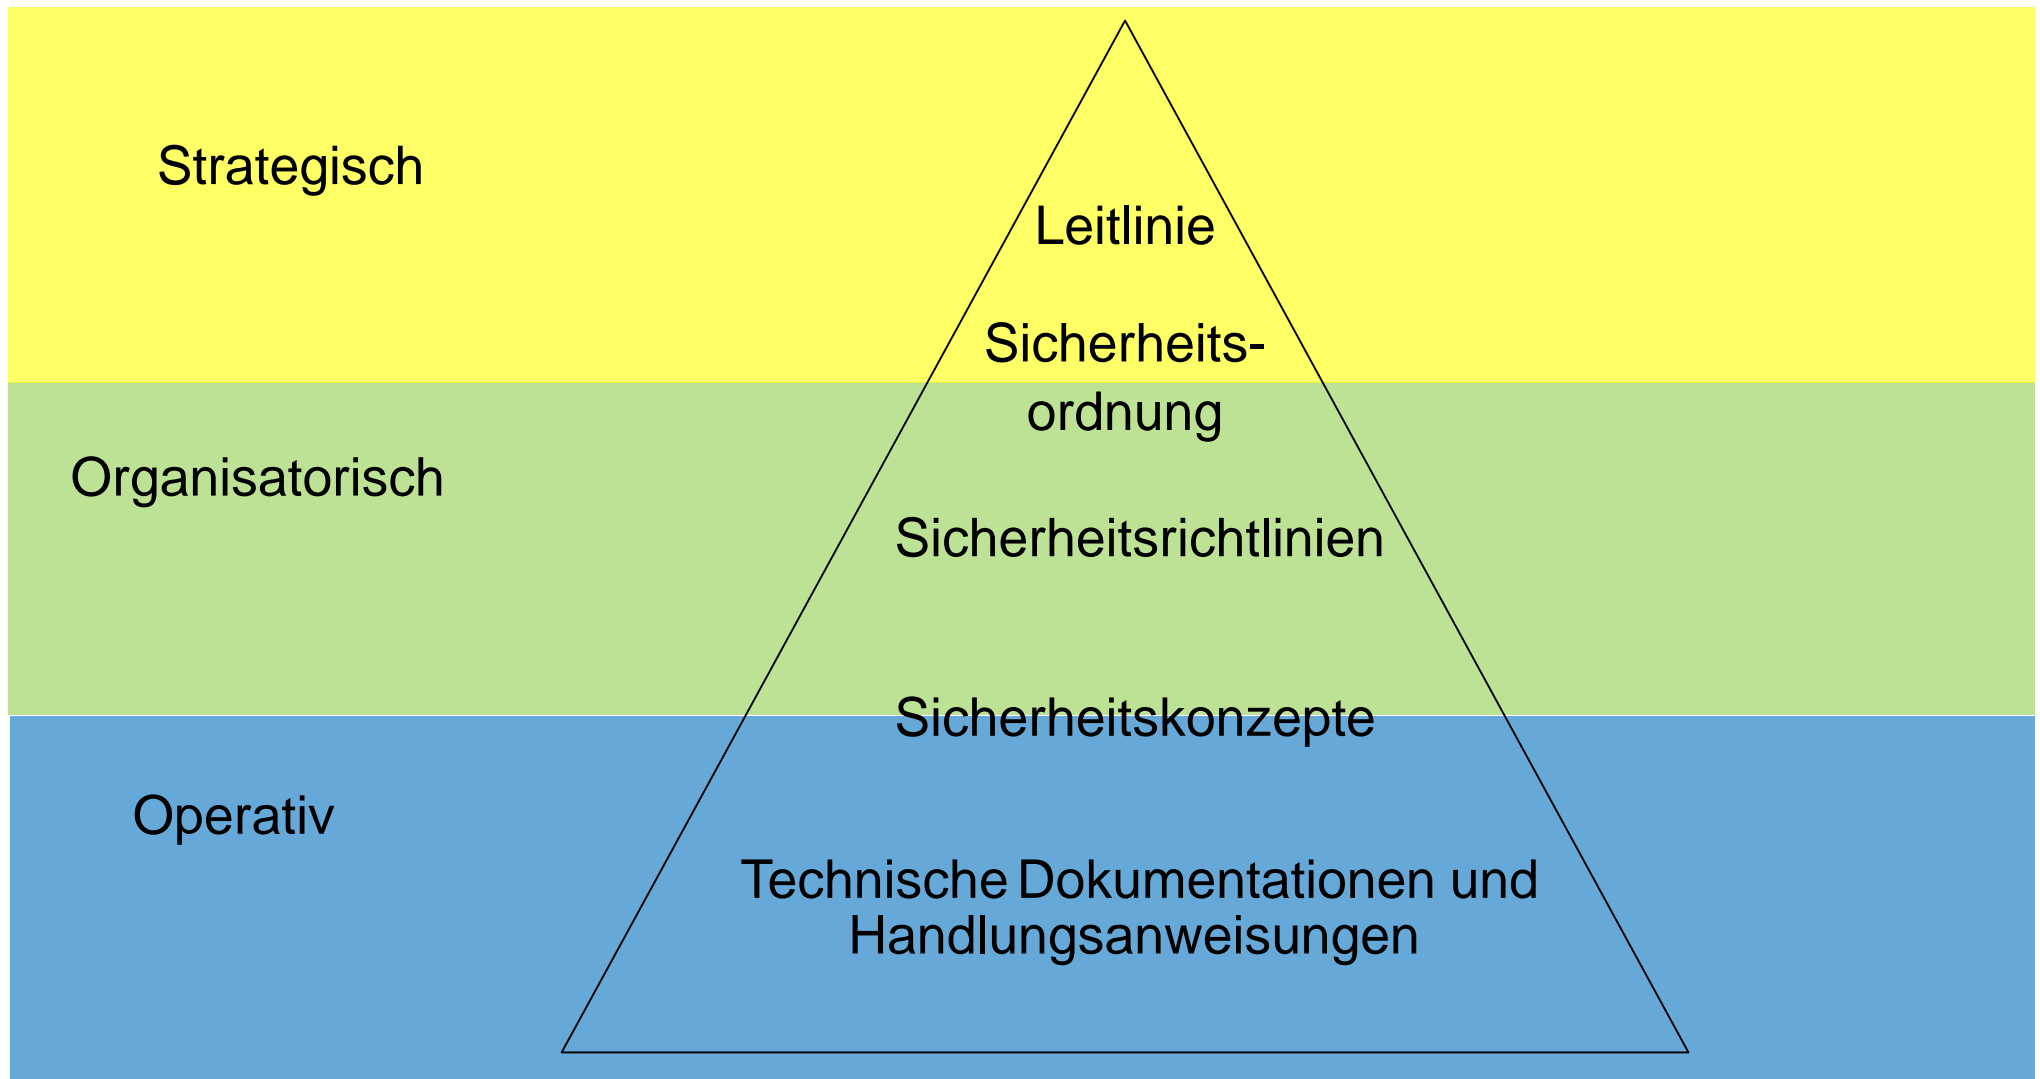 Strategisch
Leitlinie
Sicherheits-
ordnung
Organisatorisch
Sicherheitsrichtlinien
Sicherheitskonzepte
Operativ
Technische Dokumentationen und
Handlungsanweisungen